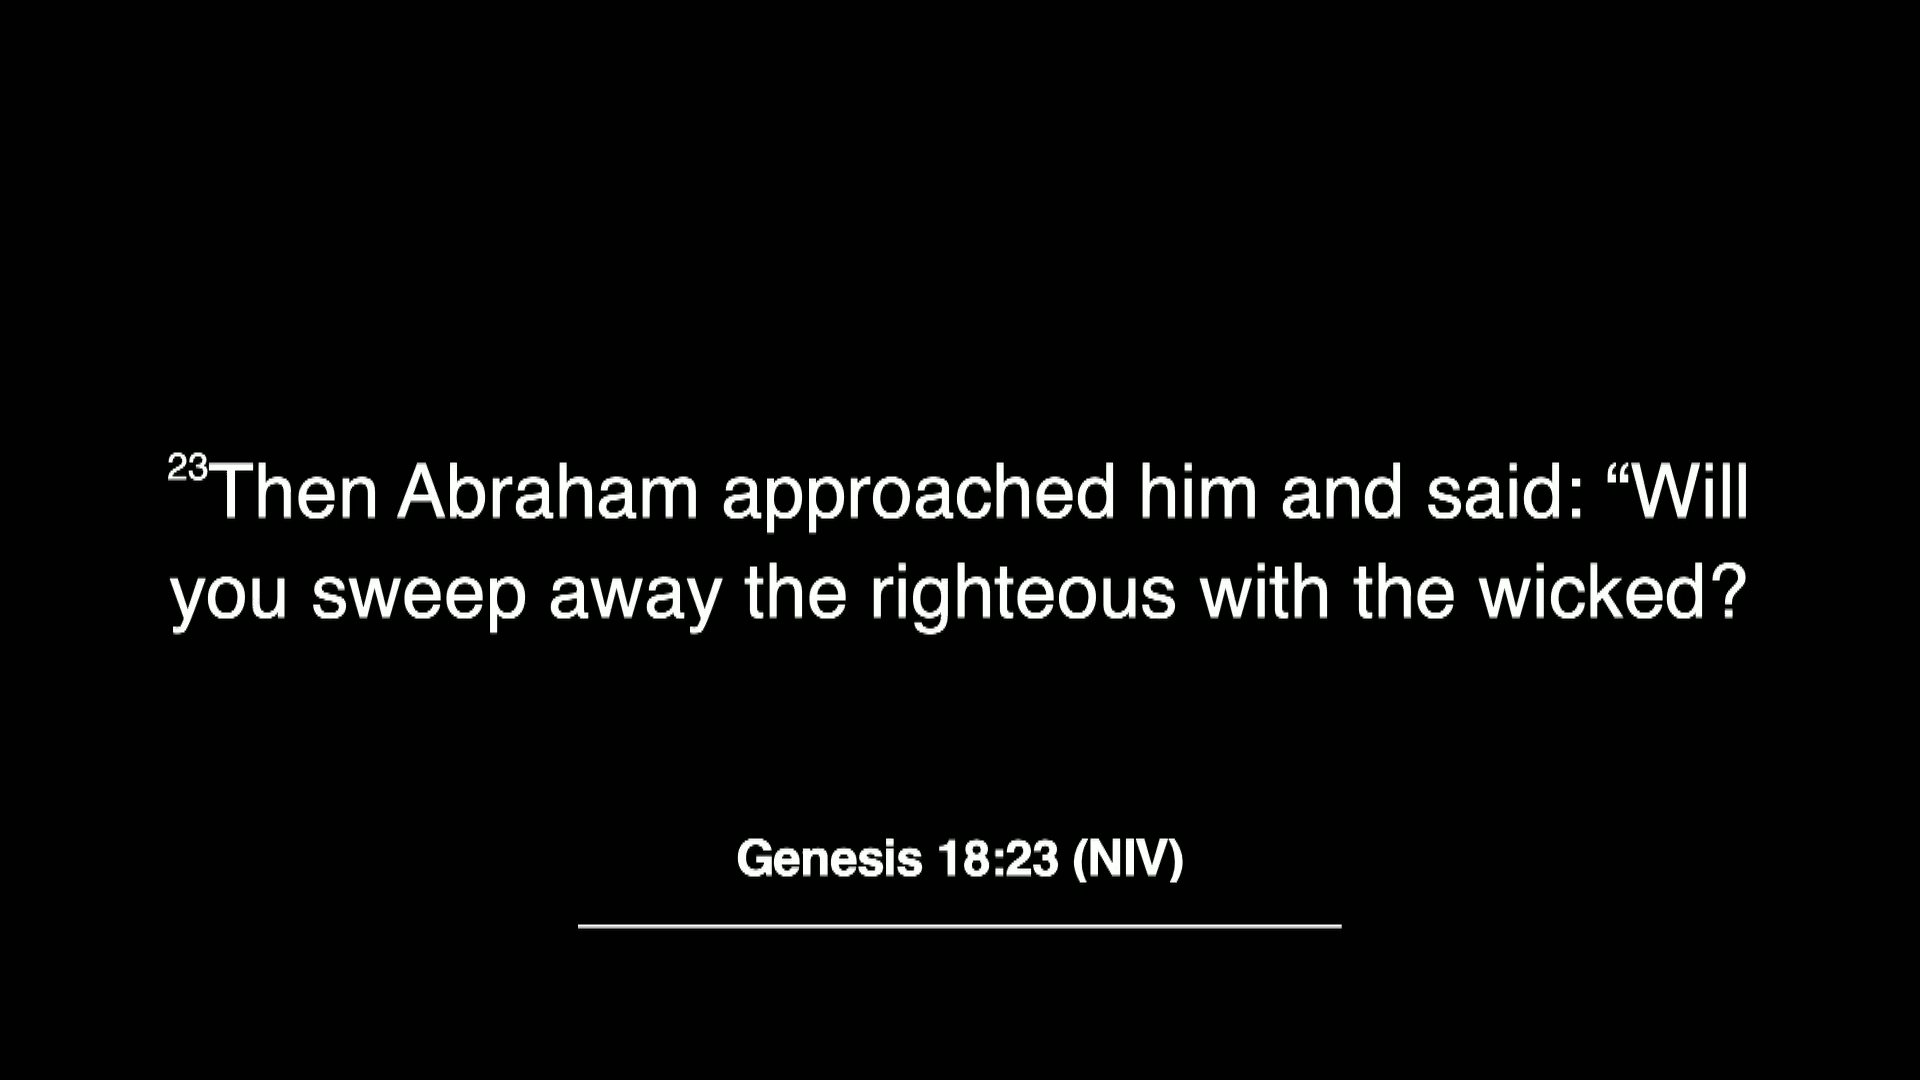 23Then Abraham approached him and said: “Will
you sweep away the righteous with the wicked?
Genesis 18:23 (NIV)